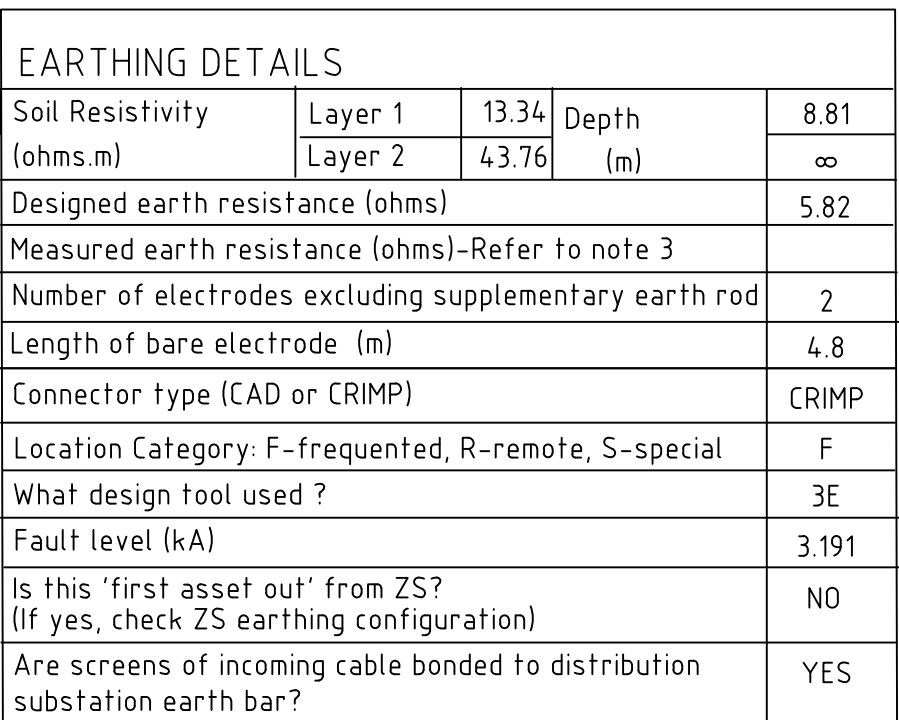 EARTHING DETAILS
Soil Resistivity Layer 1 13.34 Depth 8.81
(ohms.m) Layer 2 43.76 (m) ∞
Designed earth resistance (ohms) 5.82
Measured earth resistance (ohms)-Refer to note 3
Number of electrodes excluding supplementary earth rod 2
Length of bare electrode (m) 4.8
Connector type (CAD or CRIMP) CRIMP
Location Category: F-frequented, R-remote, S-special F
What design tool used ? 3E
Fault level (kA) 3.191
Is this 'first asset out' from ZS? NO
(If yes, check ZS earthing configuration)
Are screens of incoming cable bonded to distribution YES
substation earth bar?